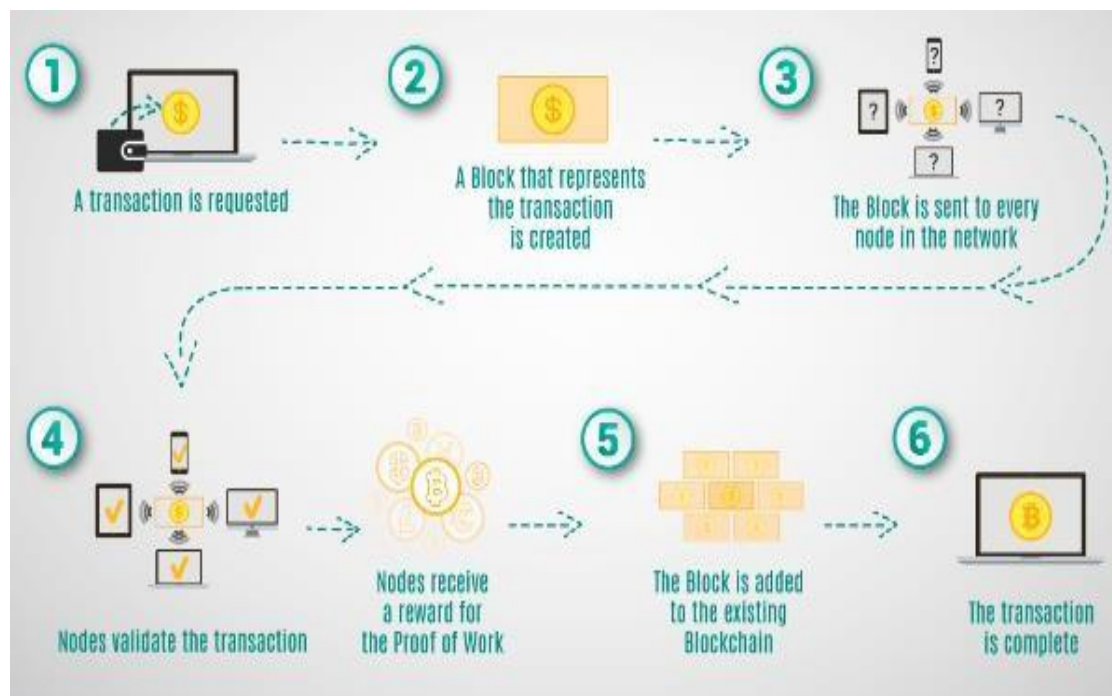 1
A transaction is requested
2
A Block that represents
the transaction
is created
3
? ? ? ?
The Block is sent to every
node in the network
4
Nodes validate the transaction
Nodes receive
a reward for
the Proof of Work
5
The Block is added
to the existing
Blockchain
6
The transaction
is complete